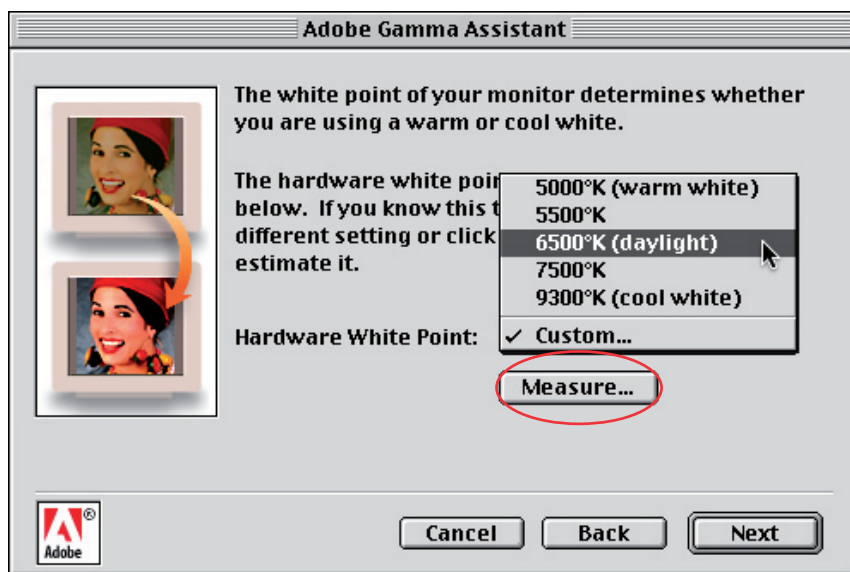 Adobe Gamma Assistant
The white point of your monitor determines whether
you are using a warm or cool white.
The hardware white poin
below. If you know this t
different setting or click
estimate it.
5000°K (warm white)
5500°K
6500°K (daylight)
7500°K
9300°K (cool white)
Hardware White Point:
✓ Custom...
Measure...
Adobe
®
Cancel
Back
Next